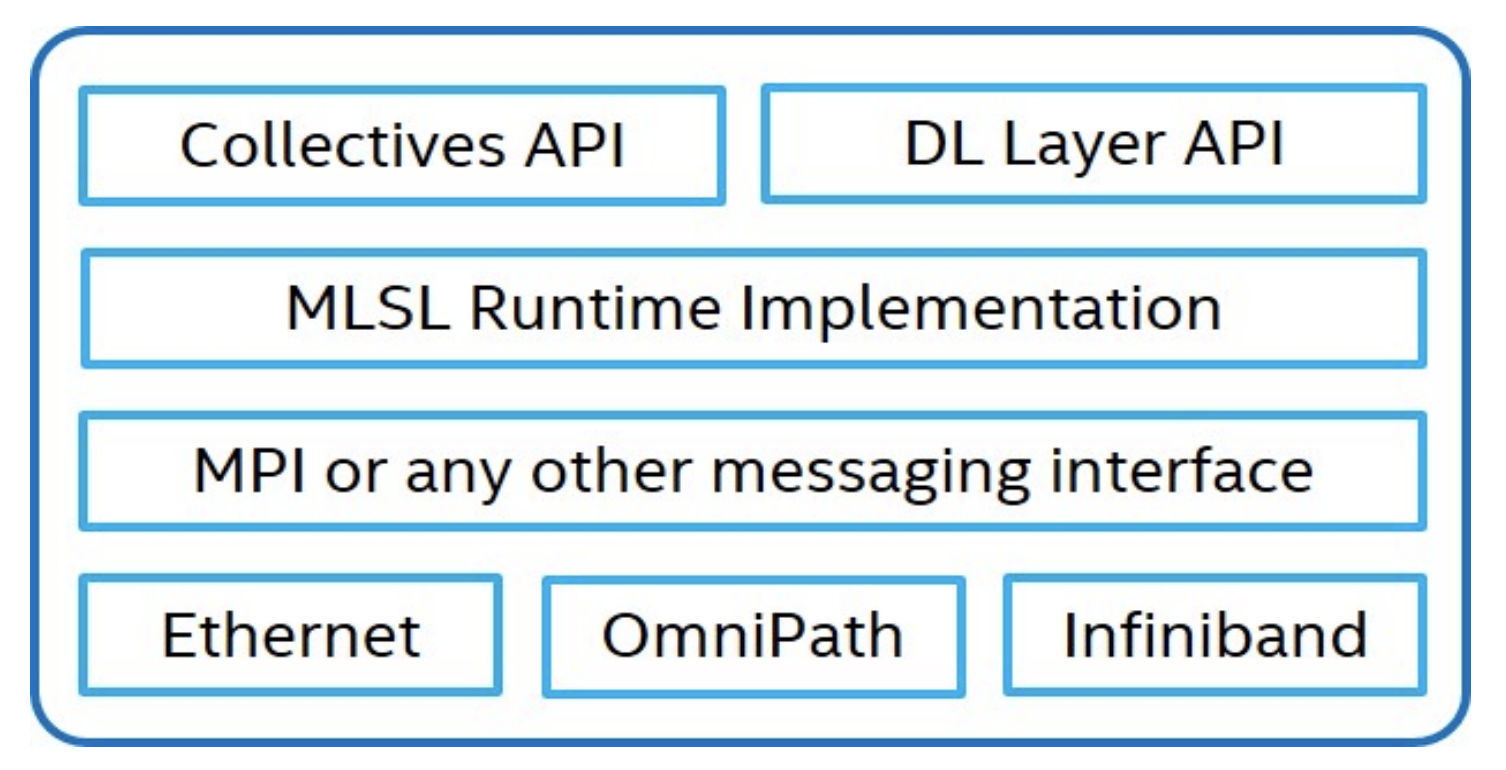 Collectives API
DL Layer API
MLSL Runtime Implementation
MPI or any other messaging interface
Ethernet
OmniPath
Infiniband